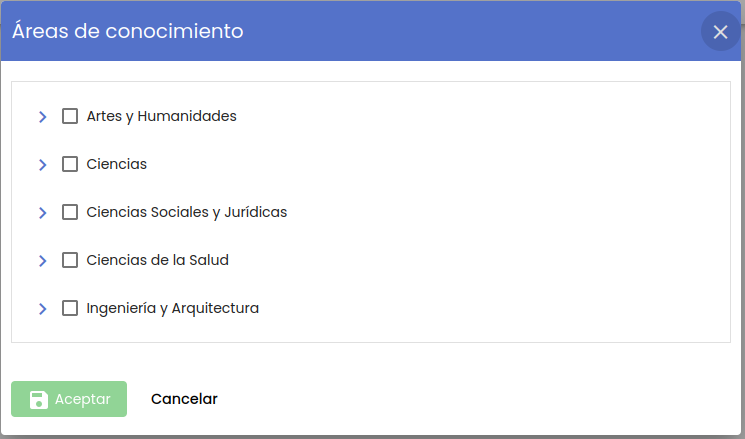 Áreas de conocimiento
Artes y Humanidades
Ciencias
Ciencias Sociales y Jurídicas
Ciencias de la Salud
Ingeniería y Arquitectura
Aceptar Cancelar